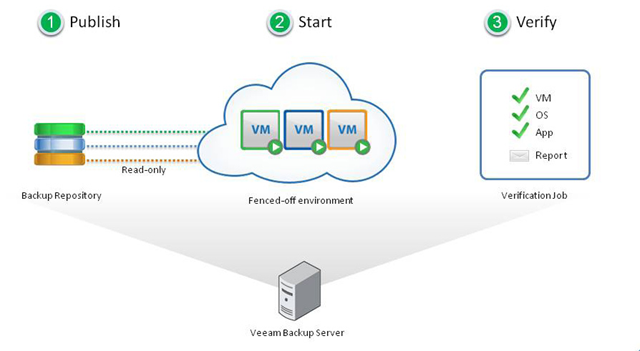 1 Publish
2 Start
3 Verify
VM VM VM
VM
OS
App
Report
Read-only
Backup Repository
Fenced-off environment
Verification Job
Veeam Backup Server